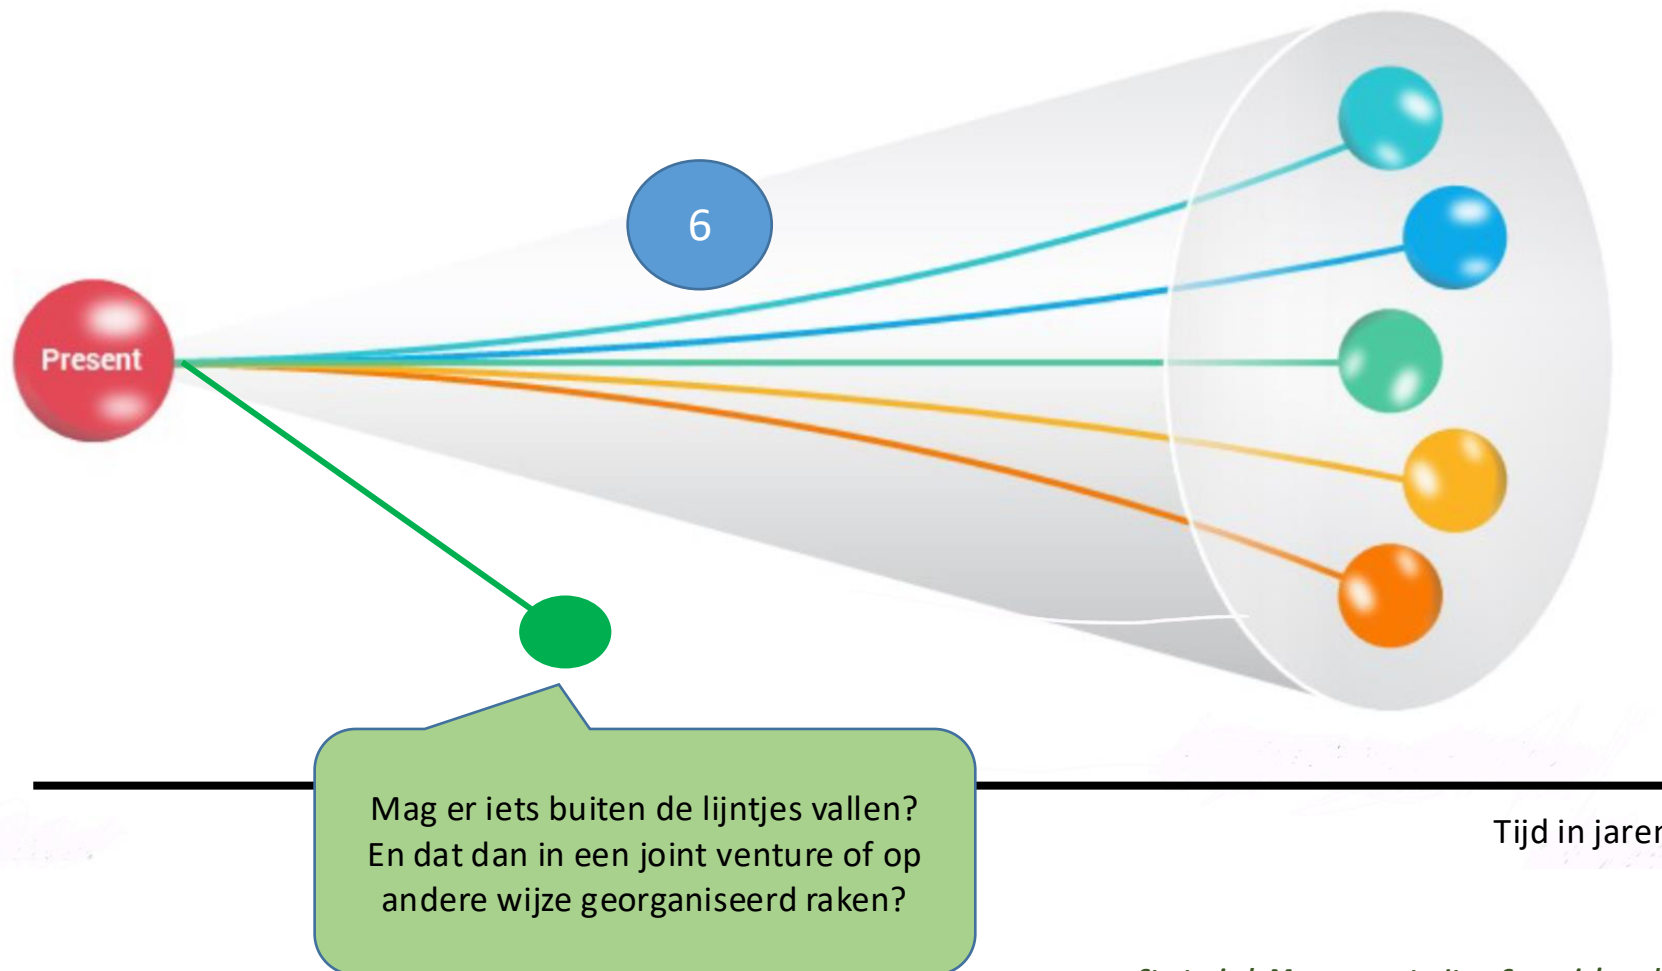 6
Present
Mag er iets buiten de lijntjes vallen?
En dat dan in een joint venture of op
andere wijze georganiseerd raken?
Tijd in jaren